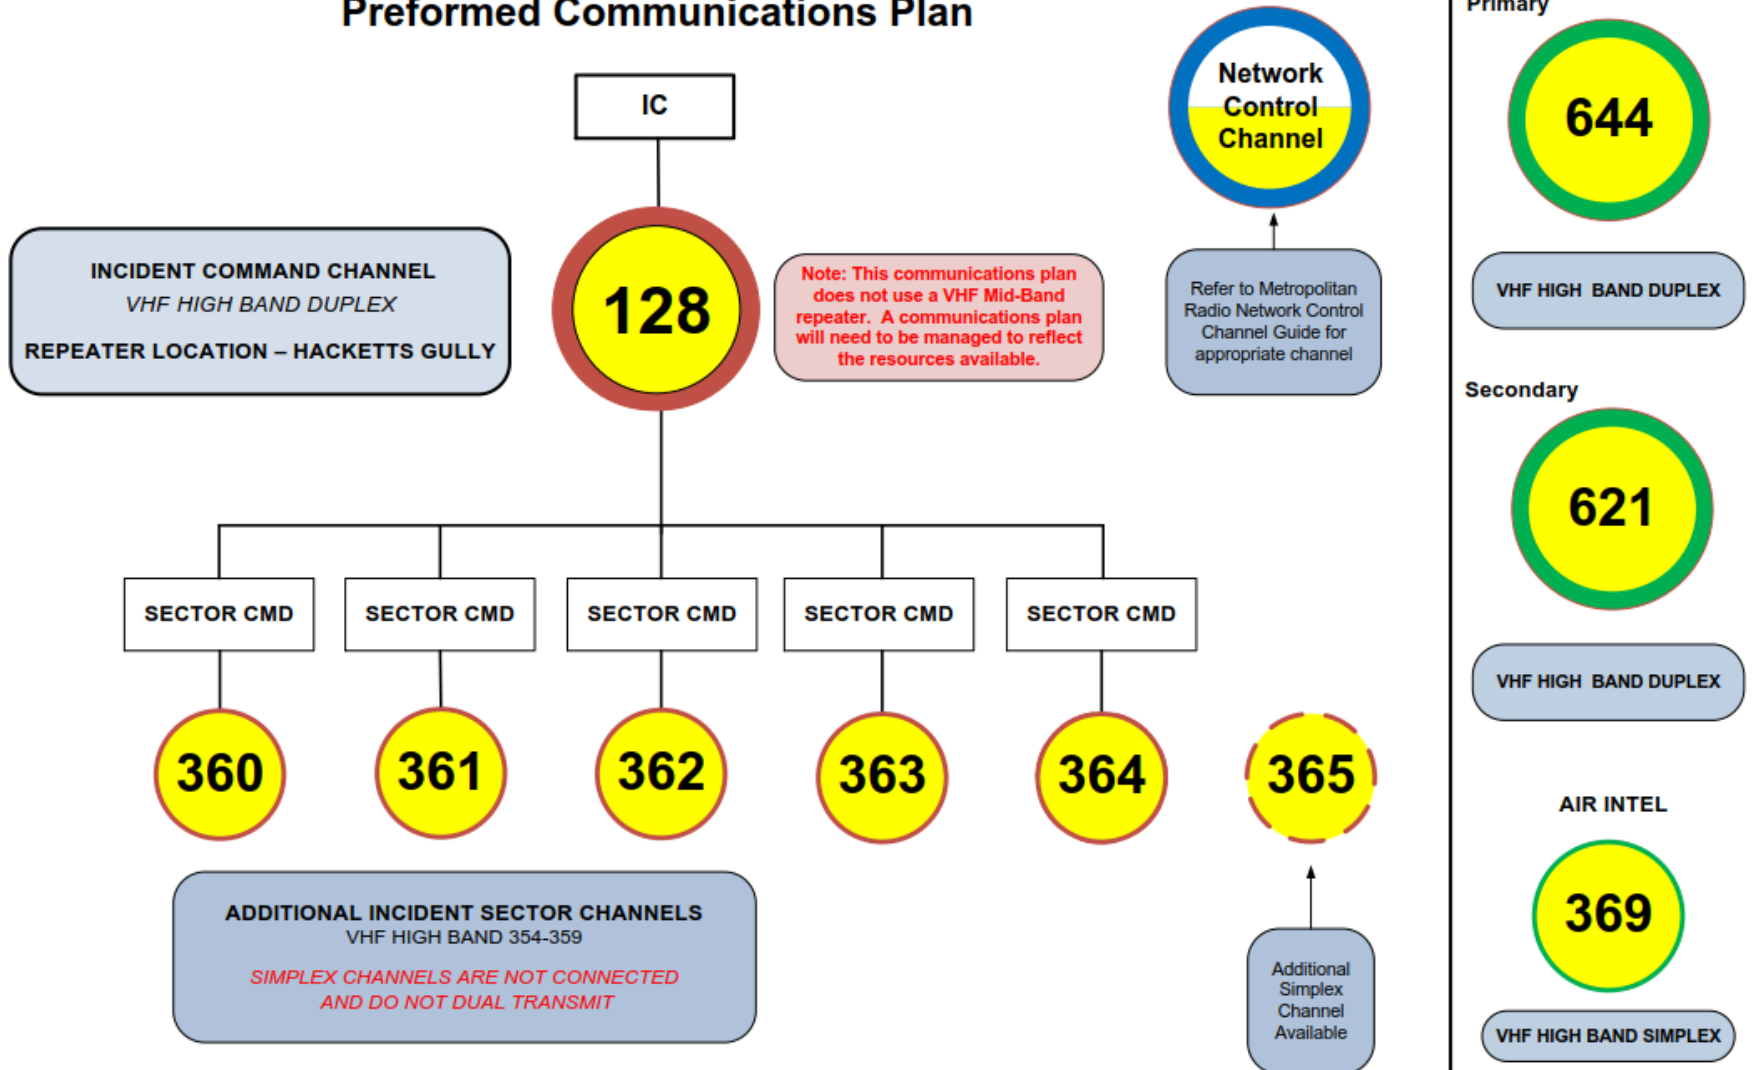 Preformed Communications Plan
IC
INCIDENT COMMAND CHANNEL
VHF HIGH BAND DUPLEX
REPEATER LOCATION – HACKETTS GULLY
128
Note: This communications plan
does not use a VHF Mid-Band
repeater. A communications plan
will need to be managed to reflect
the resources available.
Network
Control
Channel
Refer to Metropolitan
Radio Network Control
Channel Guide for
appropriate channel
SECTOR CMD
SECTOR CMD
SECTOR CMD
SECTOR CMD
SECTOR CMD
360
361
362
363
364
365
ADDITIONAL INCIDENT SECTOR CHANNELS
VHF HIGH BAND 354-359
SIMPLEX CHANNELS ARE NOT CONNECTED
AND DO NOT DUAL TRANSMIT
Additional
Simplex
Channel
Available
Primary
644
VHF HIGH BAND DUPLEX
Secondary
621
VHF HIGH BAND DUPLEX
AIR INTEL
369
VHF HIGH BAND SIMPLEX